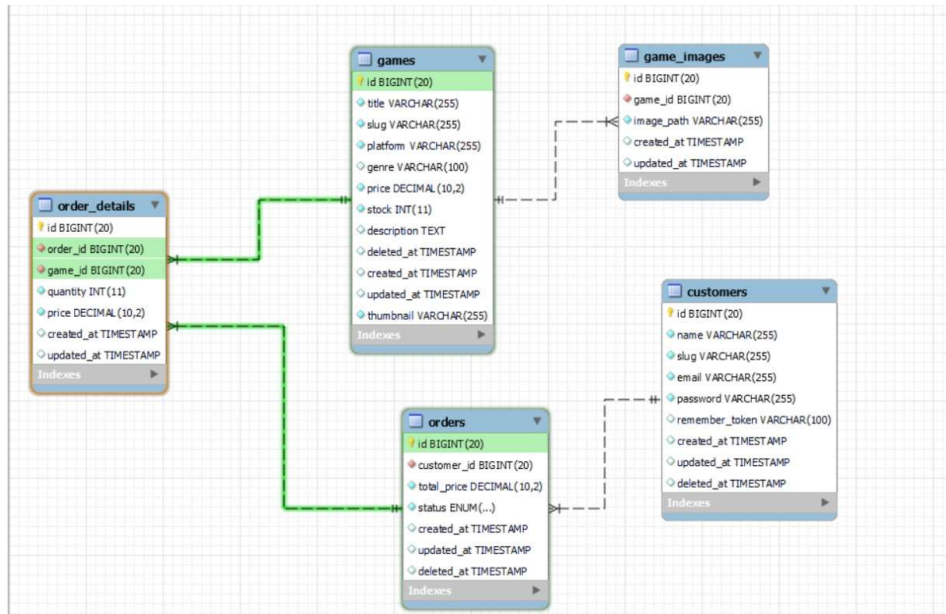 games
id BIGINT(20)
title VARCHAR(255)
slug VARCHAR(255)
platfom VARCHAR(255)
genre VARCHAR(100)
price DECIMAL(10,2)
stock INT(11)
description TEXT
deleted_at TIMESTAMP
created_at TIMESTAMP
updated_at TIMESTAMP
thumbnail VARCHAR(255)
Indexes
game_images
id BIGINT(20)
game_id BIGINT(20)
image_path VARCHAR(255)
created_at TIMESTAMP
updated_at TIMESTAMP
Indexes
order_details
id BIGINT(20)
order_id BIGINT(20)
game_id BIGINT(20)
quantity INT(11)
price DECIMAL(10,2)
created_at TIMESTAMP
updated_at TIMESTAMP
Indexes
customers
id BIGINT(20)
name VARCHAR(255)
slug VARCHAR(255)
email VARCHAR(255)
password VARCHAR(255)
remember_token VARCHAR(100)
created_at TIMESTAMP
updated_at TIMESTAMP
deleted_at TIMESTAMP
Indexes
orders
id BIGINT(20)
customer_id BIGINT(20)
total_price DECIMAL(10,2)
status ENUM(...)
created_at TIMESTAMP
updated_at TIMESTAMP
deleted_at TIMESTAMP
Indexes